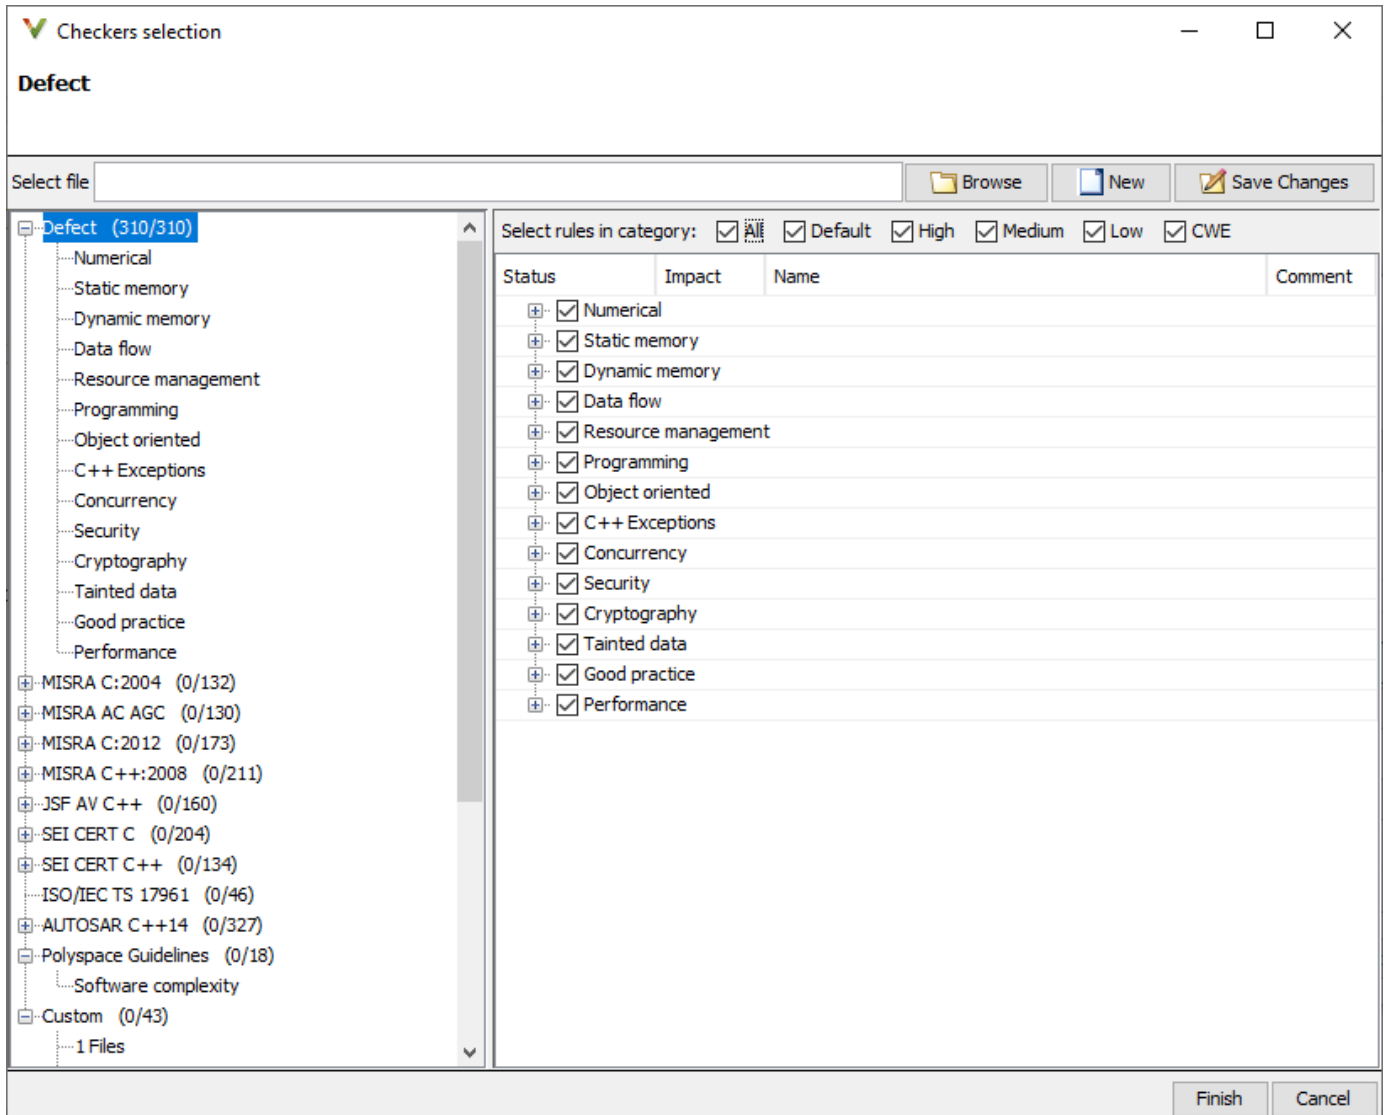 Checkers selection
Defect
Select file
Browse
New
Save Changes
Defect (310/310)
Numerical
Static memory
Dynamic memory
Data flow
Resource management
Programming
Object oriented
C++ Exceptions
Concurrency
Security
Cryptography
Tainted data
Good practice
Performance
MISRA C:2004 (0/132)
MISRA AC AGC (0/130)
MISRA C:2012 (0/173)
MISRA C++:2008 (0/211)
JSF AV C++ (0/160)
SEI CERT C (0/204)
SEI CERT C++ (0/134)
ISO/IEC TS 17961 (0/46)
AUTOSAR C++14 (0/327)
Polyspace Guidelines (0/18)
Software complexity
Custom (0/43)
1 Files
Select rules in category: All Default High Medium Low CWE
Status Impact Name Comment
Numerical
Static memory
Dynamic memory
Data flow
Resource management
Programming
Object oriented
C++ Exceptions
Concurrency
Security
Cryptography
Tainted data
Good practice
Performance
Finish
Cancel